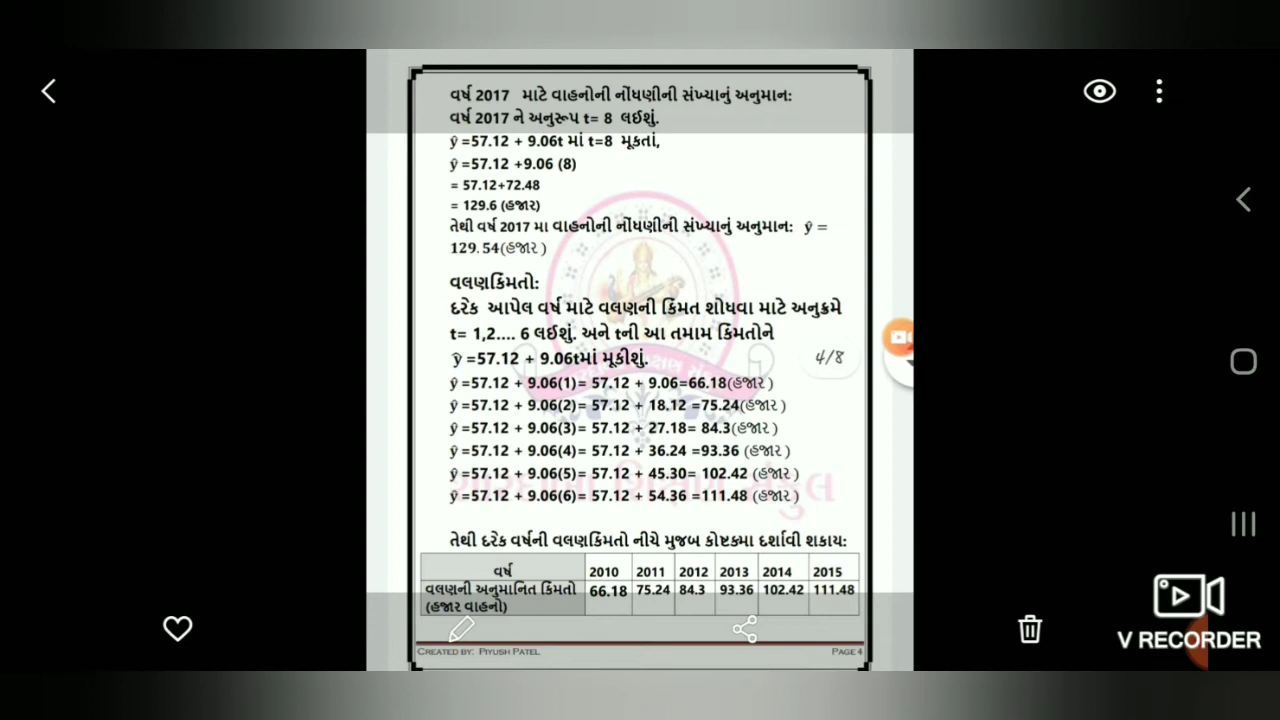 વર્ષ 2017 માટે વાહનોની નોંધણીની સંખ્યાનું અનુમાન:
વર્ષ 2017 ને અનુરૂપ t= 8 લઈશું.
ŷ =57.12 + 9.06t માં t=8 મૂકતાં,
ŷ =57.12 +9.06 (8)
= 57.12+72.48
= 129.6 (હજાર)
તેથી વર્ષ 2017 મા વાહનોની નોંધણીની સંખ્યાનું અનુમાન: ŷ =
129.54(હજાર )
વલણકિંમતો:
દરેક આપેલ વર્ષ માટે વલણની કિંમત શોધવા માટે અનુક્રમે
t= 1,2.... 6 લઈશું. અને tની આ તમામ કિંમતોને
ŷ =57.12 + 9.06tમાં મૂકીશું.
4/8
ŷ =57.12 + 9.06(1)= 57.12 + 9.06=66.18(હજાર )
ŷ =57.12 + 9.06(2)= 57.12 + 18.12 =75.24(હજાર )
ŷ =57.12 + 9.06(3)= 57.12 + 27.18= 84.3(હજાર )
ŷ =57.12 + 9.06(4)= 57.12 + 36.24 =93.36 (હજાર )
ŷ =57.12 + 9.06(5)= 57.12 + 45.30= 102.42 (હજાર )
ŷ =57.12 + 9.06(6)= 57.12 + 54.36 =111.48 (હજાર )
તેથી દરેક વર્ષની વલણકિંમતો નીચે મુજબ કોષ્ટકમા દર્શાવી શકાય:
વર્ષ 2010 2011 2012 2013 2014 2015
વલણની અનુમાનિત કિંમતો 66.18 75.24 84.3 93.36 102.42 111.48
(હજાર વાહનો)
CREATED BY: PIYUSH PATEL PAGE 4
V RECORDER